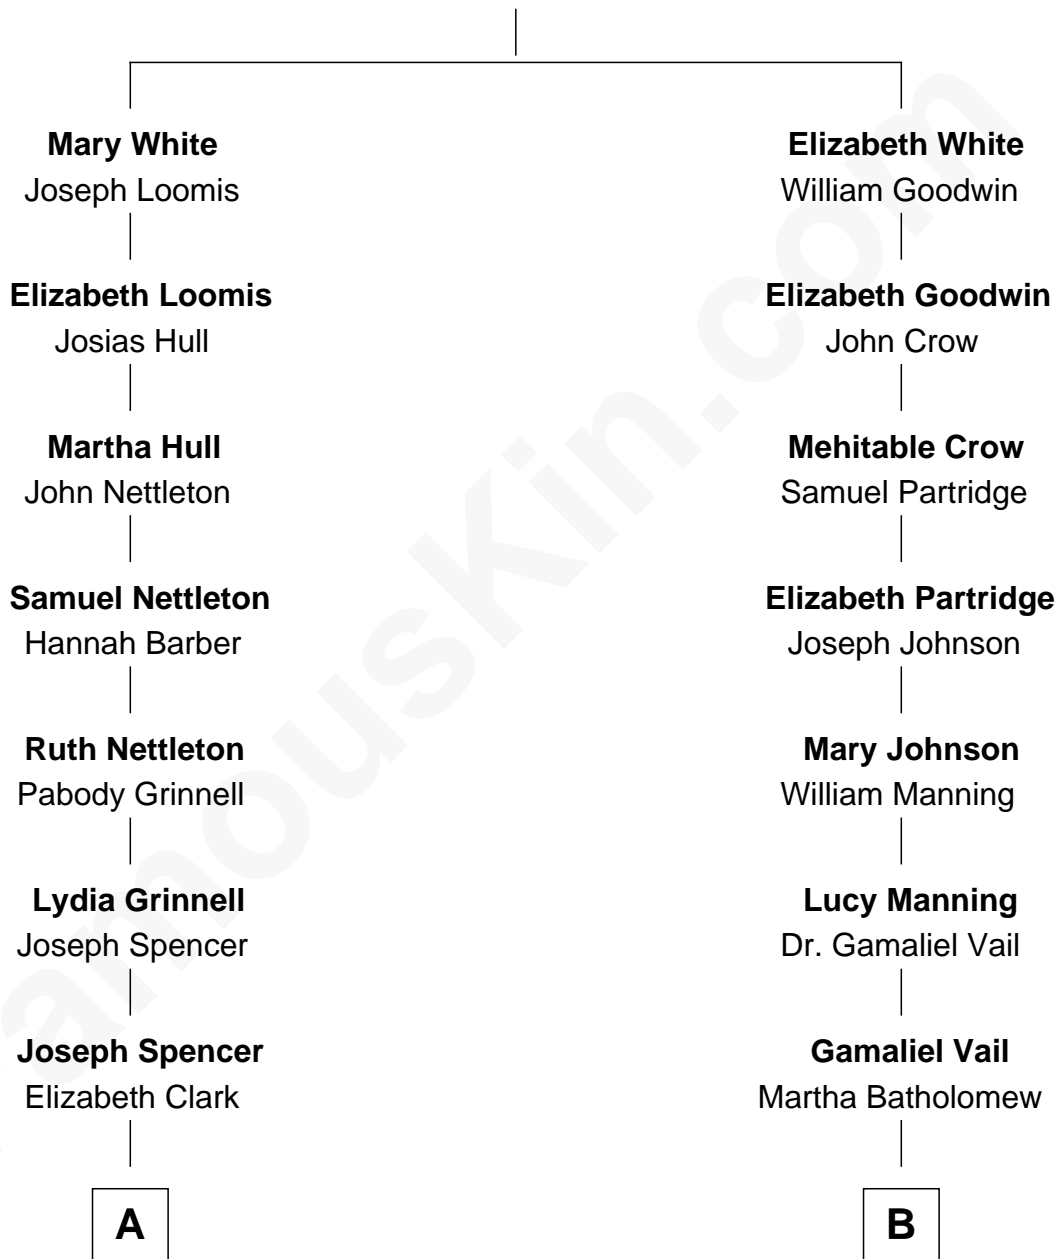 Mary White
Joseph Loomis
Elizabeth White
William Goodwin
Elizabeth Loomis
Josias Hull
Elizabeth Goodwin
John Crow
Martha Hull
John Nettleton
Mehitable Crow
Samuel Partridge
Samuel Nettleton
Hannah Barber
Elizabeth Partridge
Joseph Johnson
Ruth Nettleton
Pabody Grinnell
Mary Johnson
William Manning
Lydia Grinnell
Joseph Spencer
Lucy Manning
Dr. Gamaliel Vail
Joseph Spencer
Elizabeth Clark
Gamaliel Vail
Martha Batholomew
A
B
amousKin.com